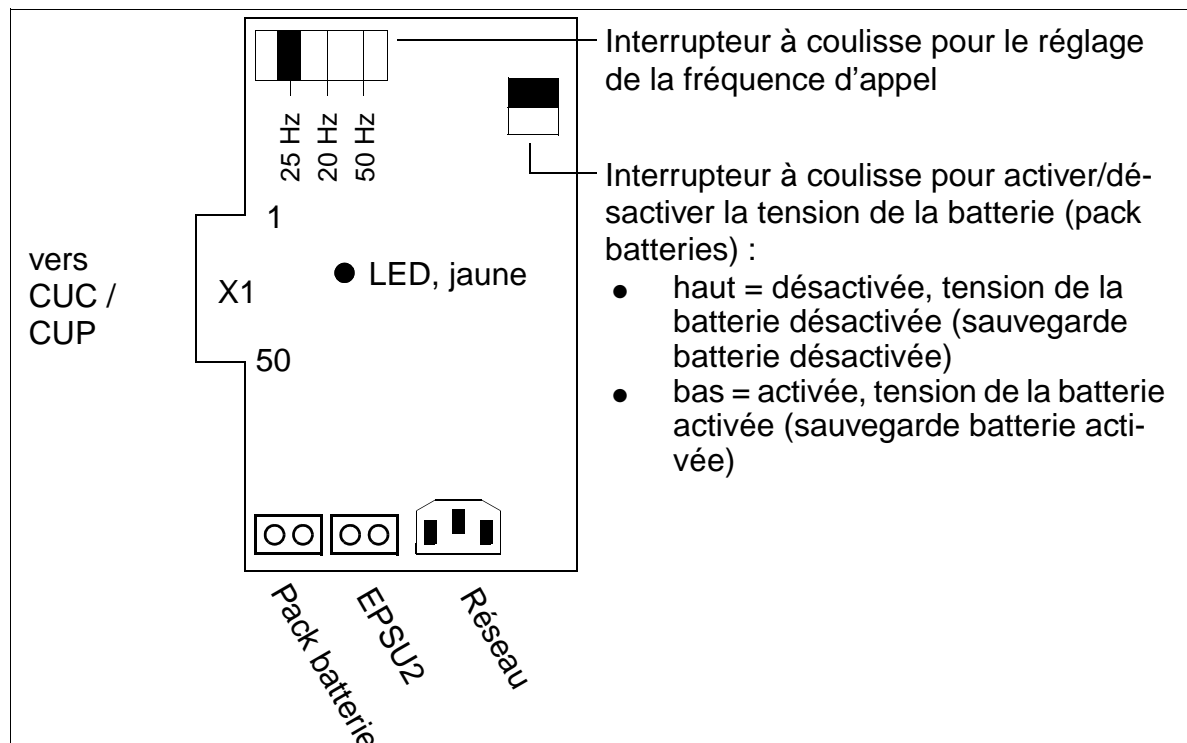 Interrupteur à coulisse pour le réglage
de la fréquence d'appel
25 Hz
20 Hz
50 Hz
Interrupteur à coulisse pour activer/dé-
sactiver la tension de la batterie (pack
batteries) :
● haut = désactivée, tension de la
batterie désactivée (sauvegarde
batterie désactivée)
● bas = activée, tension de la batterie
activée (sauvegarde batterie acti-
vée)
vers
CUC /
CUP
1
X1
50
LED, jaune
Pack batterie
EPSU2
Réseau